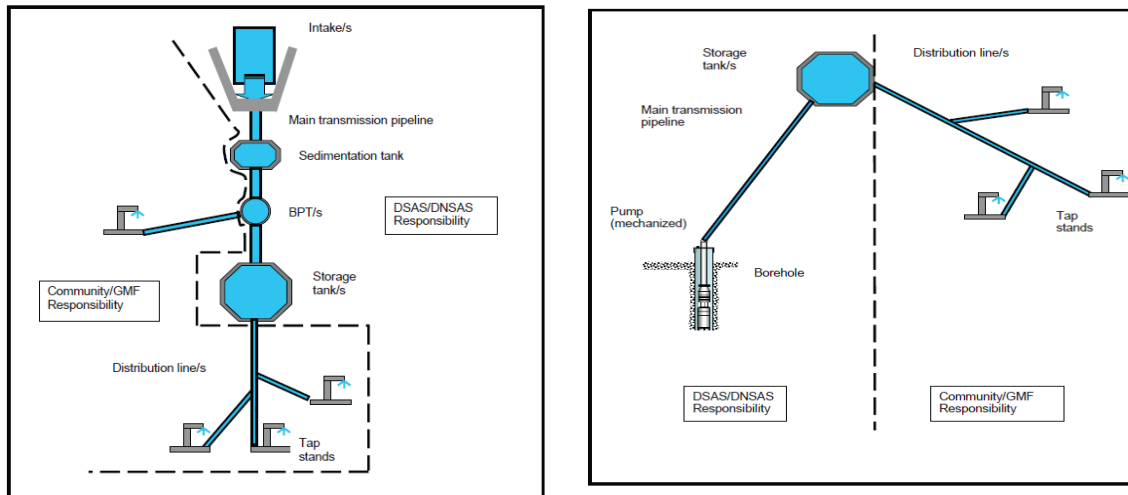 Intake/s
Main transmission pipeline
Sedimentation tank
BPT/s
DSAS/DNSAS
Responsibility
Storage
tank/s
Community/GMF
Responsibility
Distribution line/s
Tap
stands
Storage
tank/s
Distribution line/s
Main transmission
pipeline
Pump
(mechanized)
Borehole
Tap
stands
DSAS/DNSAS
Responsibility
Community/GMF
Responsibility